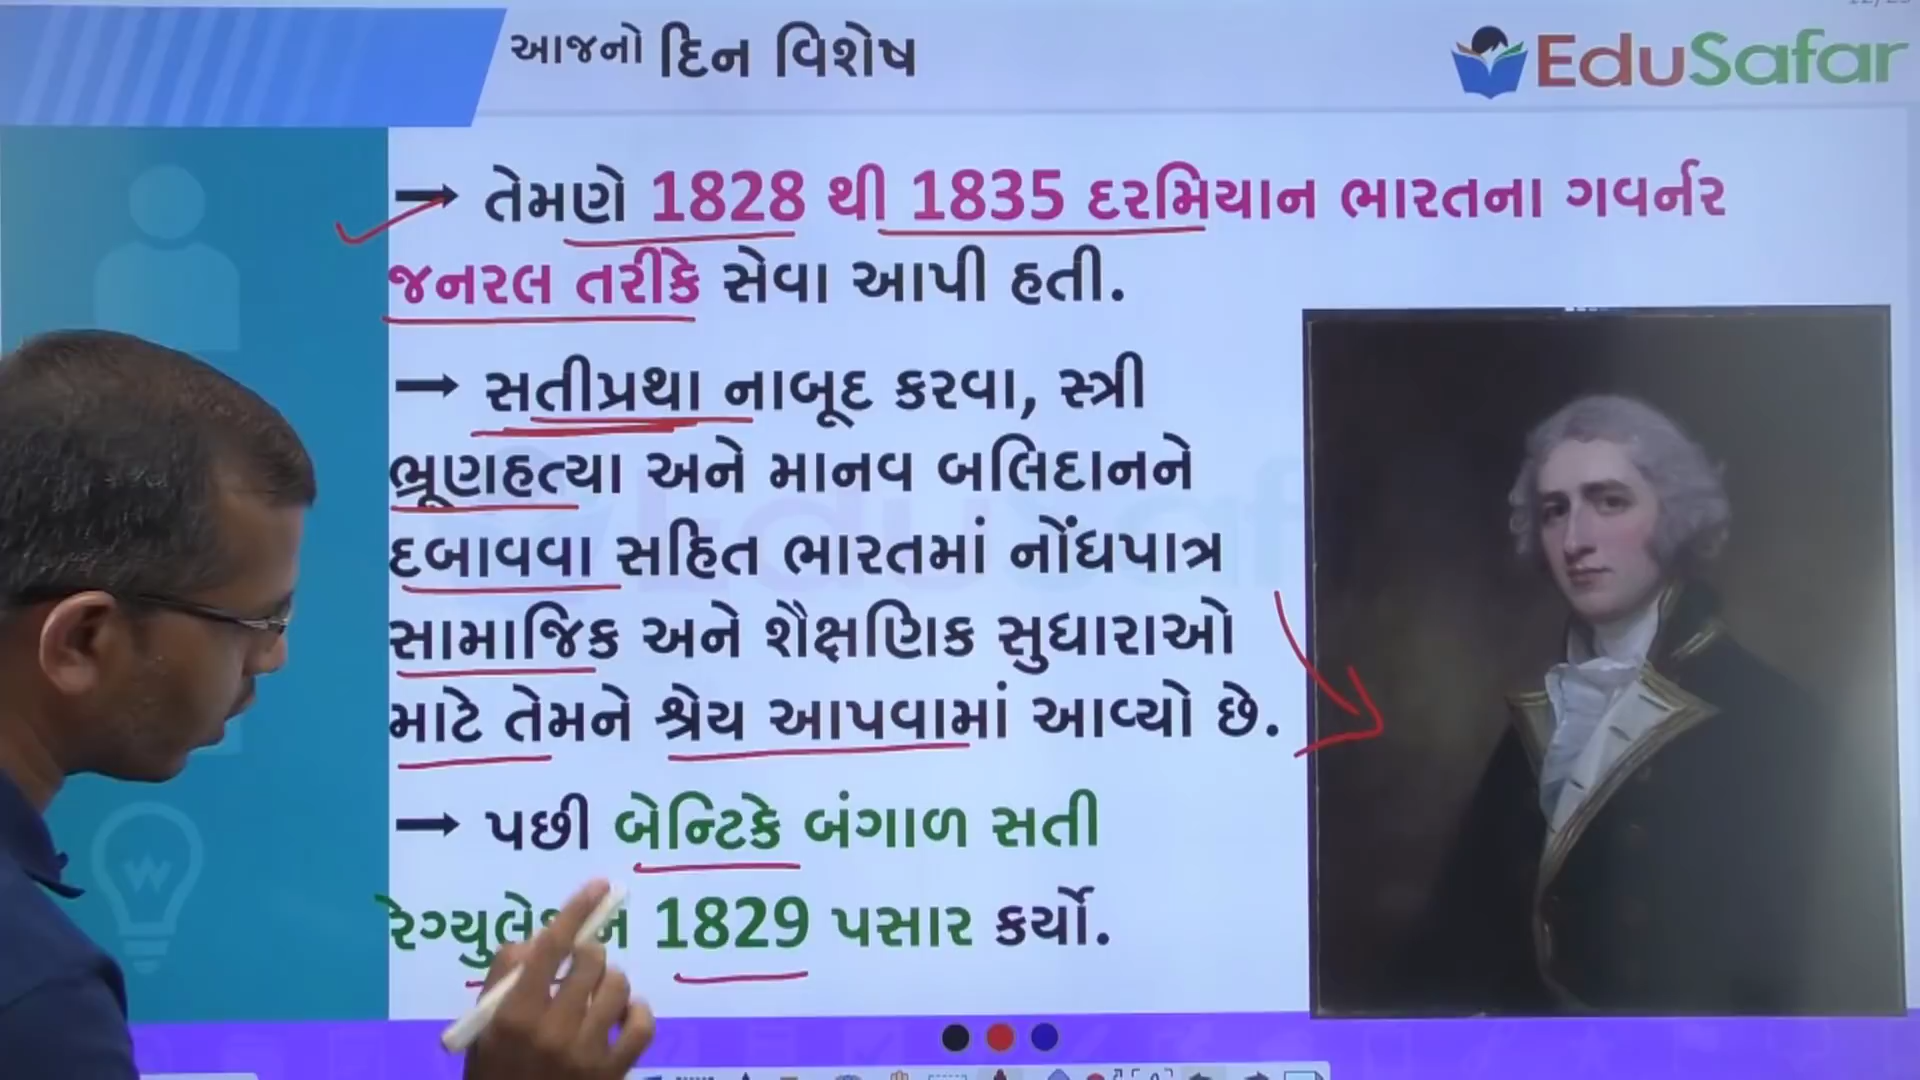 આજનો દિન વિશેષ
EduSafar
→ તેમણે 1828 થી 1835 દરમિયાન ભારતના ગવર્નર
જનરલ તરીકે સેવા આપી હતી.
→ સતીપ્રથા નાબૂદ કરવા, સ્ત્રી
ભ્રૂણહત્યા અને માનવ બલિદાનને
દબાવવા સહિત ભારતમાં નોંધપાત્ર
સામાજિક અને શૈક્ષણિક સુધારાઓ
માટે તેમને શ્રેય આપવામાં આવ્યો છે.
→ પછી બેન્ટિકે બંગાળ સતી
1829 પસાર કર્યો.